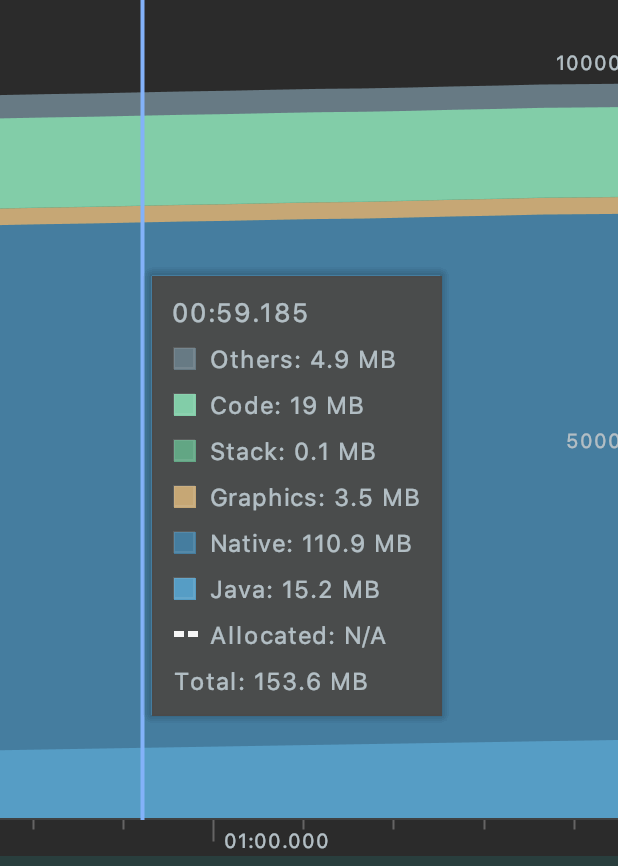 10000
00:59.185
Others: 4.9 MB
Code: 19 MB
Stack: 0.1 MB
5000
Graphics: 3.5 MB
Native: 110.9 MB
Java: 15.2 MB
Allocated: N/A
Total: 153.6 MB
01:00.000